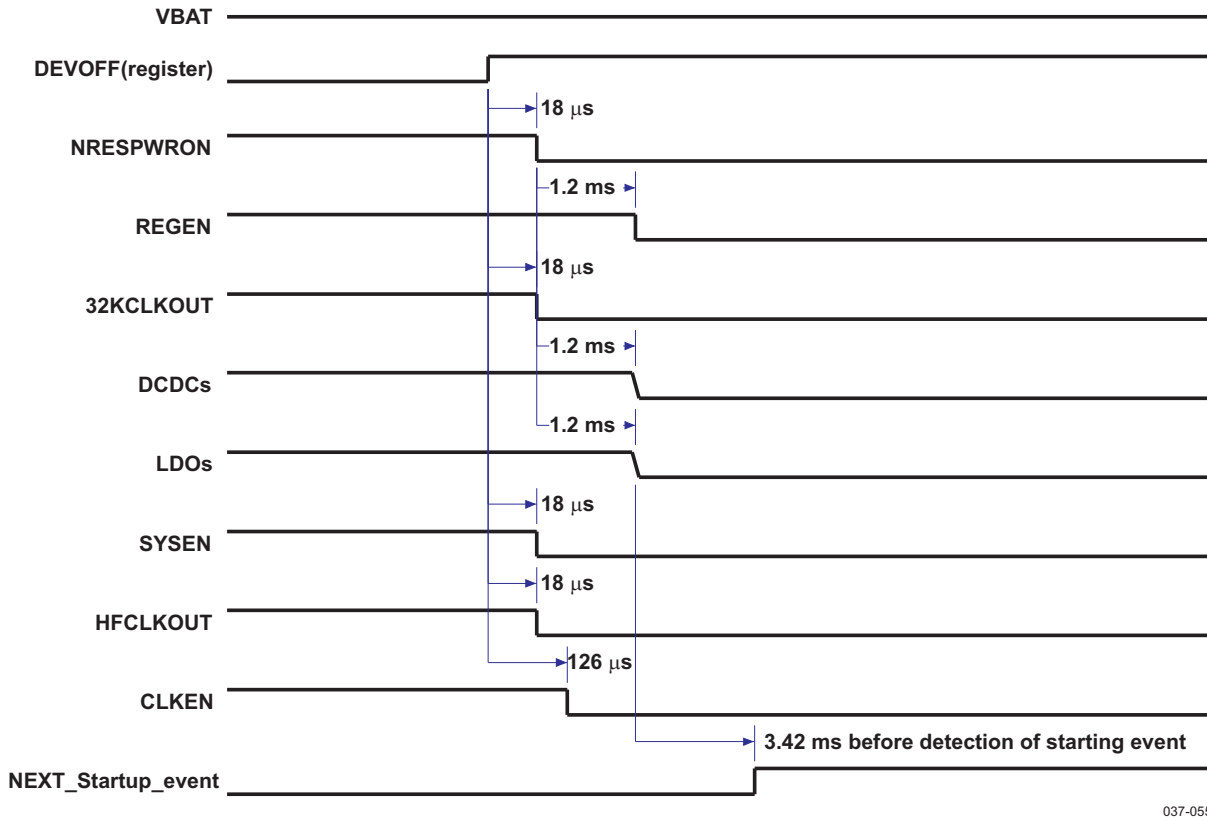 VBAT
DEVOFF(register)
18 μs
NRESPWRON
1.2 ms
REGEN
18 μs
32KCLKOUT
1.2 ms
DCDCs
1.2 ms
LDOs
18 μs
SYSEN
18 μs
HFCLKOUT
126 μs
CLKEN
3.42 ms before detection of starting event
NEXT_Startup_event
037-055